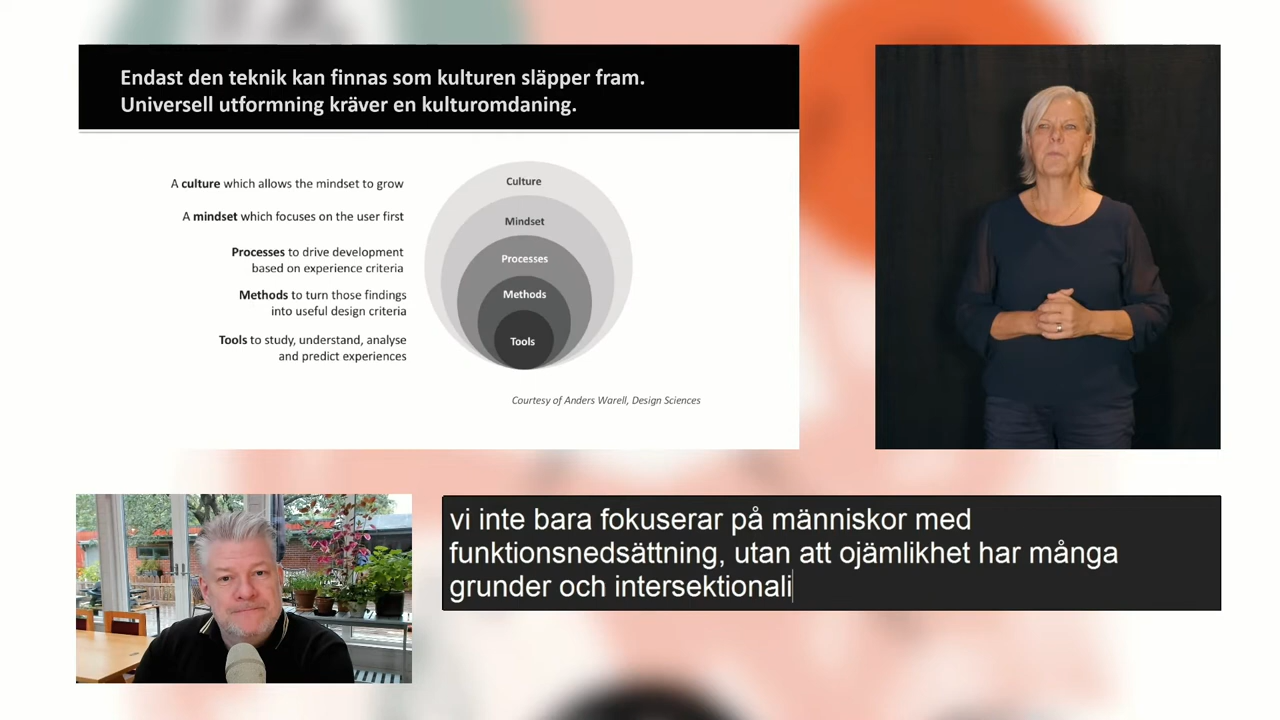 Endast den teknik kan finnas som kulturen släpper fram.
Universell utformning kräver en kulturomdaning.
A culture which allows the mindset to grow
A mindset which focuses on the user first
Processes to drive development
based on experience criteria
Methods to turn those findings
into useful design criteria
Tools to study, understand, analyse
and predict experiences
Culture
Mindset
Processes
Methods
Tools
Courtesy of Anders Warell, Design Sciences
vi inte bara fokuserar på människor med
funktionsnedsättning, utan att ojämlikhet har många
grunder och intersektionali